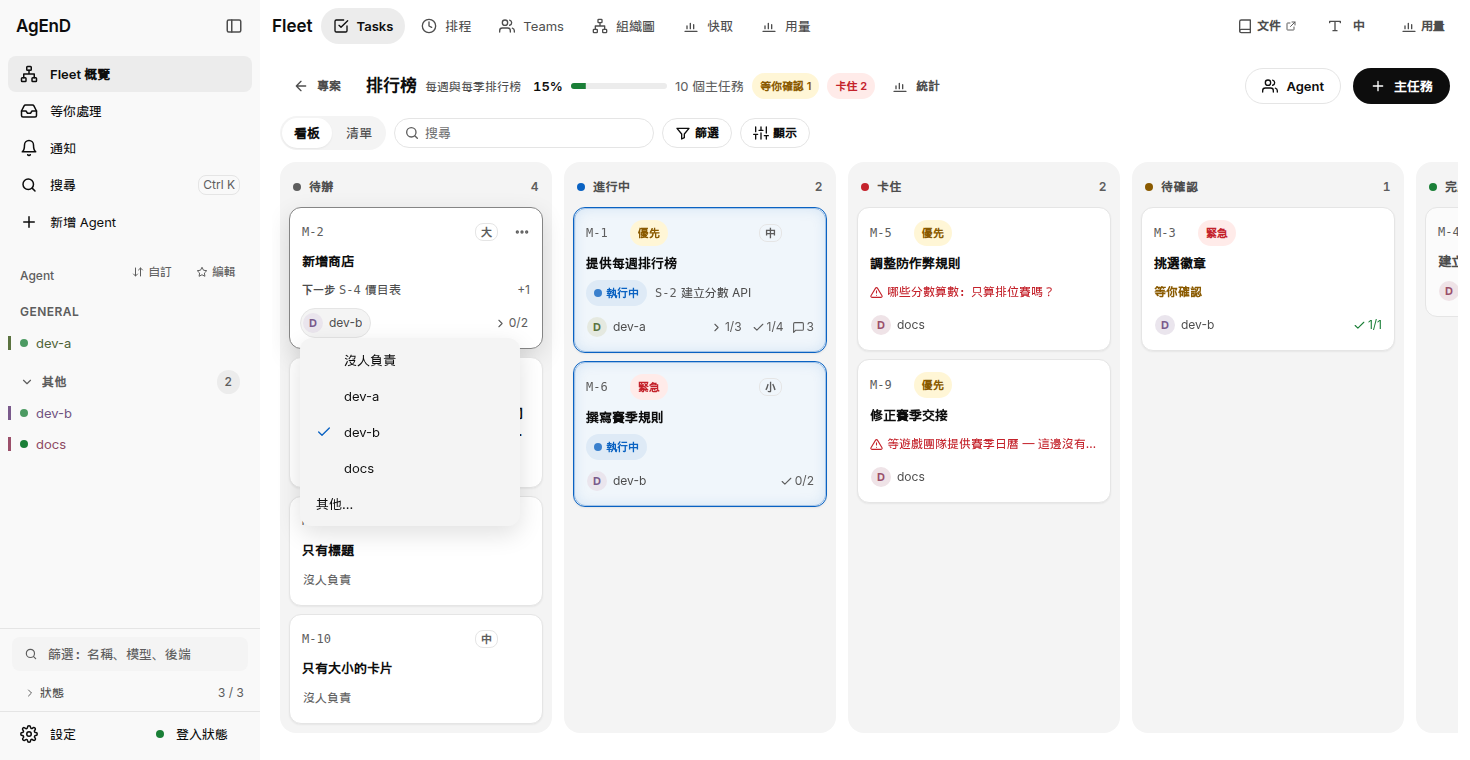 AgEnD
Fleet 概覽
等你處理
通知
搜尋 Ctrl K
新增 Agent
Agent 自訂 編輯
GENERAL
dev-a
其他 2
dev-b
docs
篩選：名稱、模型、後端
狀態 3 / 3
設定 登入狀態
Fleet Tasks 排程 Teams 組織圖 快取 用量 文件 中 用量
專案 排行榜 每週與每季排行榜 15% 10 個主任務 等你確認 1 卡住 2 統計 Agent 主任務
看板 清單 搜尋 篩選 顯示
待辦 4
M-2 大
新增商店
下一步 S-4 價目表 +1
D dev-b 0/2
沒人負責
dev-a
dev-b
docs
其他...
只有標題
沒人負責
M-10 中
只有大小的卡片
沒人負責
進行中 2
M-1 優先 中
提供每週排行榜
執行中 S-2 建立分數 API
D dev-a 1/3 1/4 3
M-6 緊急 小
撰寫賽季規則
執行中
D dev-b 0/2
卡住 2
M-5 優先
調整防作弊規則
哪些分數算數：只算排位賽嗎？
D docs
M-9 優先
修正賽季交接
等遊戲團隊提供賽季日曆 — 這邊沒有...
D docs
待確認 1
M-3 緊急
挑選徽章
等你確認
D dev-b 1/1
完
M-4
建立
D